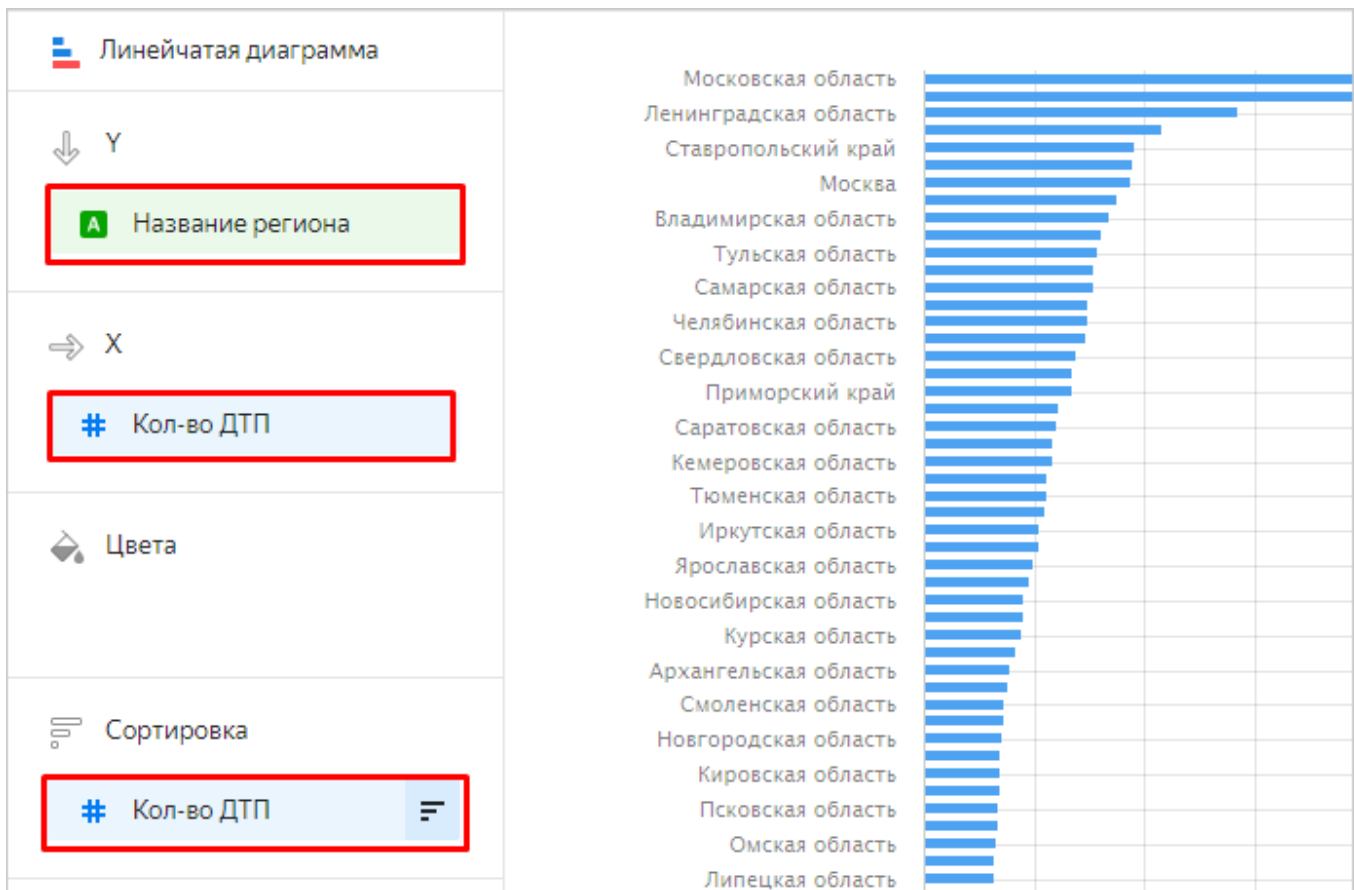 Линейчатая диаграмма
Y
A Название региона
X
# Кол-во ДТП
Цвета
Сортировка
# Кол-во ДТП
Московская область
Ленинградская область
Ставропольский край
Москва
Владимирская область
Тульская область
Самарская область
Челябинская область
Свердловская область
Приморский край
Саратовская область
Кемеровская область
Тюменская область
Иркутская область
Ярославская область
Новосибирская область
Курская область
Архангельская область
Смоленская область
Новгородская область
Кировская область
Псковская область
Омская область
Липецкая область